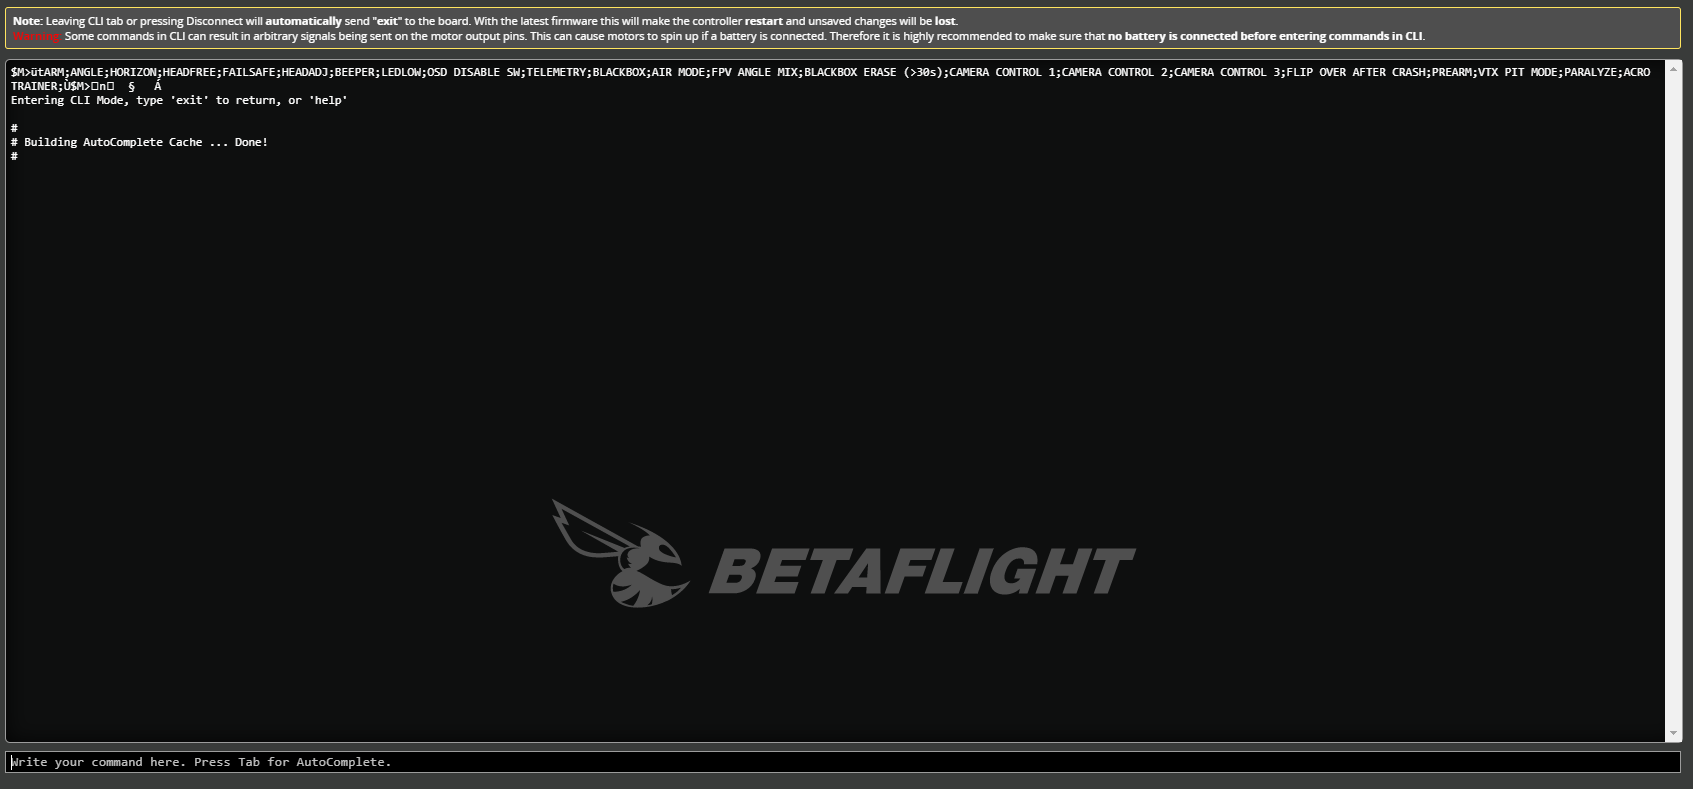 Note: Leaving CLI tab or pressing Disconnect will automatically send "exit" to the board. With the latest firmware this will make the controller restart and unsaved changes will be lost.
Warning: Some commands in CLI can result in arbitrary signals being sent on the motor output pins. This can cause motors to spin up if a battery is connected. Therefore it is highly recommended to make sure that no battery is connected before entering commands in CLI.
$M>ütARM;ANGLE;HORIZON;HEADFREE;FAILSAFE;HEADADJ;BEEPER;LEDLOW;OSD DISABLE SW;TELEMETRY;BLACKBOX;AIR MODE;FPV ANGLE MIX;BLACKBOX ERASE (>30s);CAMERA CONTROL 1;CAMERA CONTROL 2;CAMERA CONTROL 3;FLIP OVER AFTER CRASH;PREARM;VTX PIT MODE;PARALYZE;ACRO
TRAINER;Ù$M>□n□ § Á
Entering CLI Mode, type 'exit' to return, or 'help'
#
# Building AutoComplete Cache ... Done!
#
BETAFLIGHT
Write your command here. Press Tab for AutoComplete.